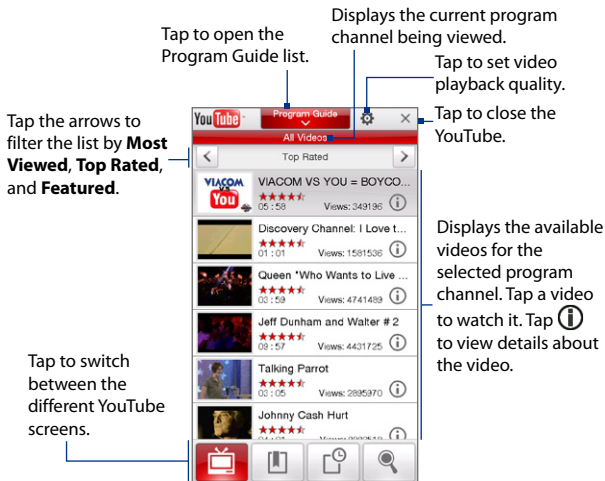 Displays the current program
channel being viewed.
Tap to open the
Program Guide list.
Tap to set video
playback quality.
Tap to close the
YouTube.
Tap the arrows to
filter the list by Most
Viewed, Top Rated,
and Featured.
YouTube
Program Guide
All Videos
Top Rated
VIACOM
VS
You
VIACOM VS YOU = BOYCO...
05 : 58 Views: 349196
Discovery Channel: I Love t...
01 : 01 Views: 1581536
Queen "Who Wants to Live ...
03 : 59 Views: 4741489
Jeff Dunham and Walter # 2
09 : 57 Views: 4431725
Talking Parrot
03 : 05 Views: 2895970
Johnny Cash Hurt
Displays the available
videos for the
selected program
channel. Tap a video
to watch it. Tap
to view details about
the video.
Tap to switch
between the
different YouTube
screens.